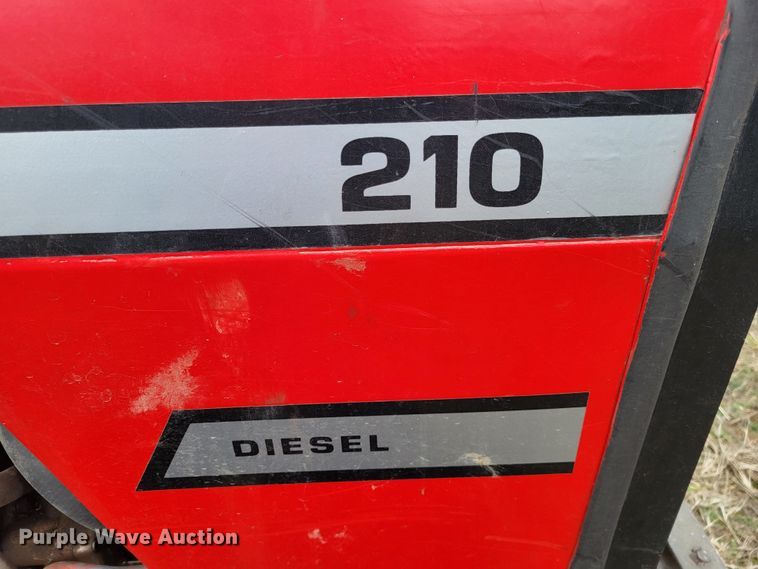 210
DIESEL
Purple Wave Auction